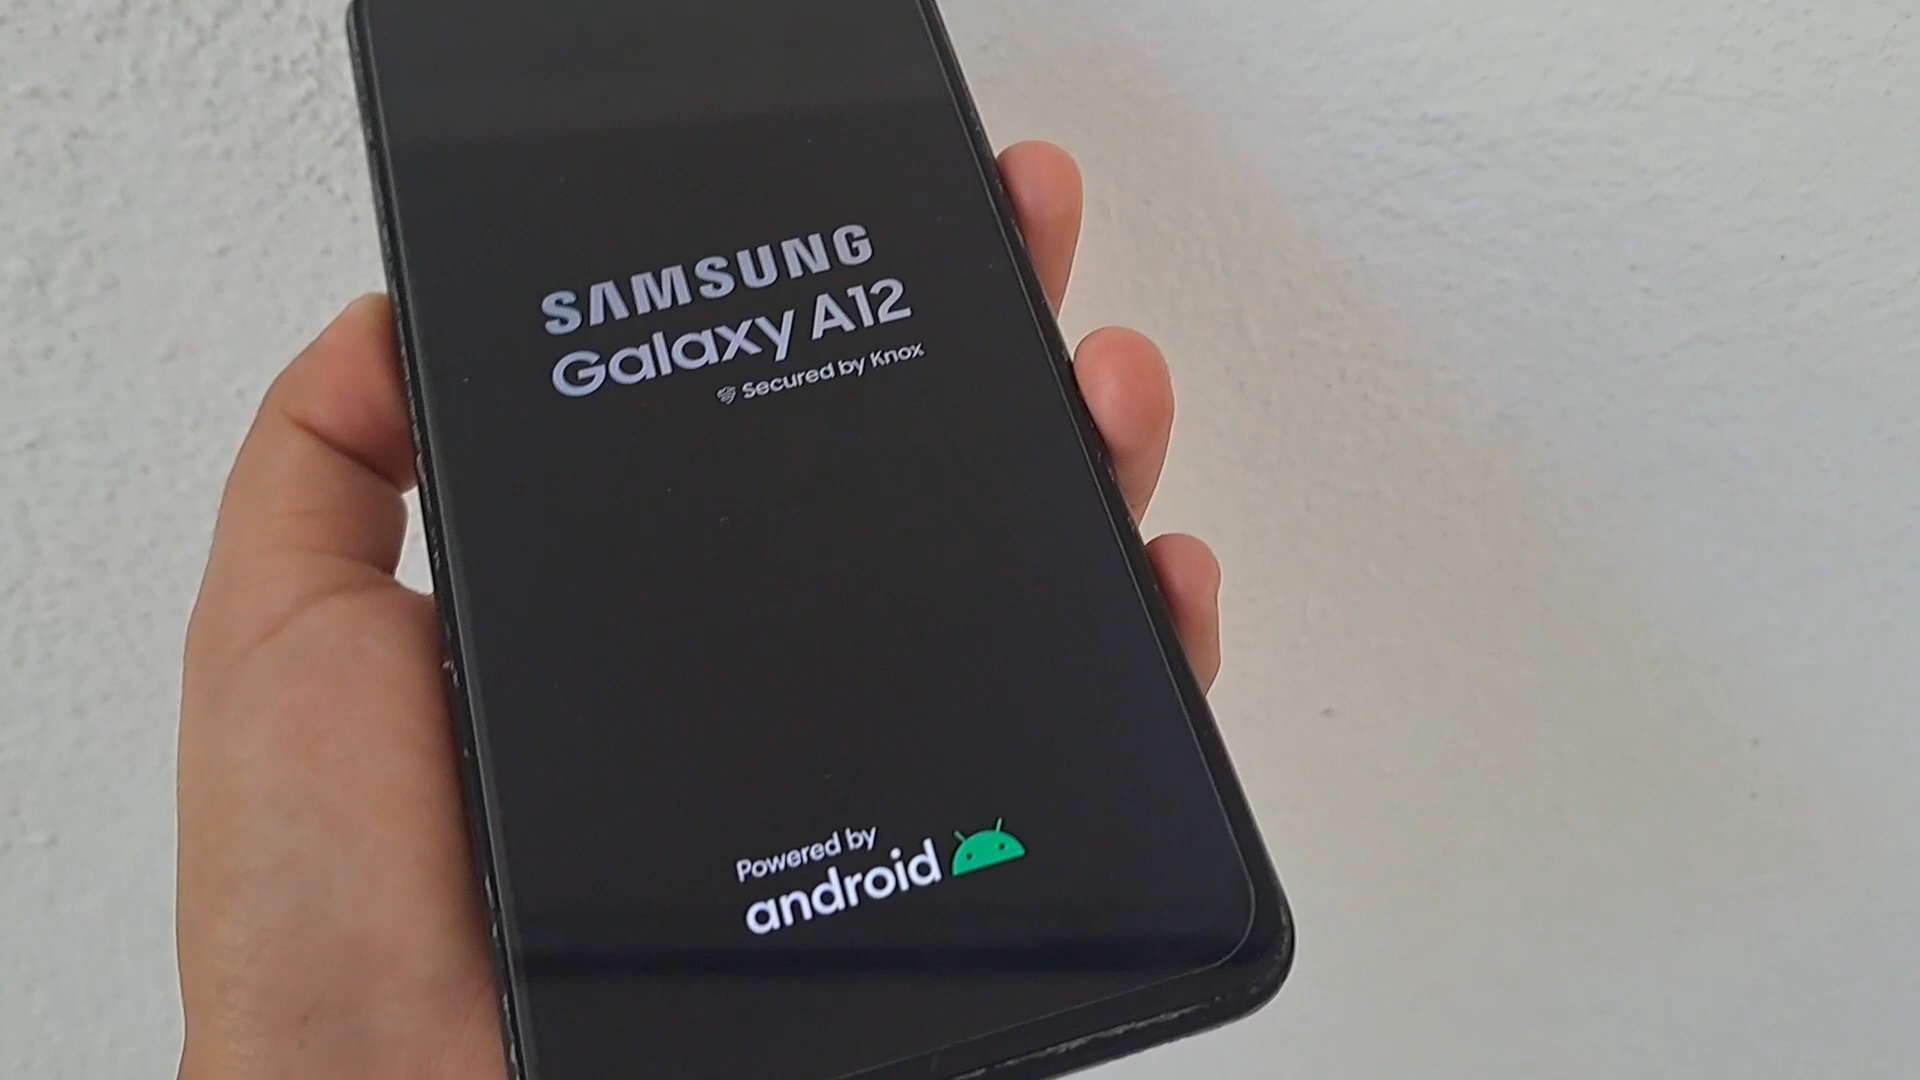 SAMSUNG
Galaxy A12
Secured by Knox
Powered by
android